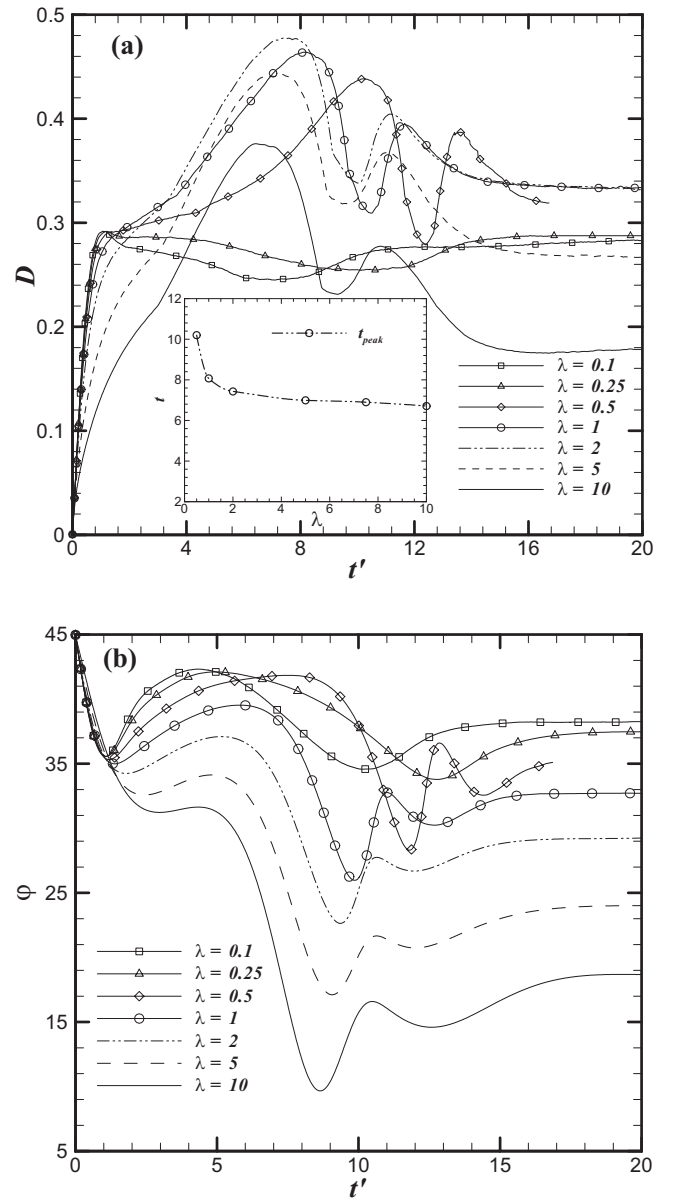 (a)
0.5
0.4
0.3
0.2
0.1
0
D
0 4 8 12 16 20
t'
12
10
8
6
4
2
t
0 2 4 6 8 10
λ
t_peak
λ = 0.1
λ = 0.25
λ = 0.5
λ = 1
λ = 2
λ = 5
λ = 10
(b)
45
35
25
15
5
φ
0 5 10 15 20
t'
λ = 0.1
λ = 0.25
λ = 0.5
λ = 1
λ = 2
λ = 5
λ = 10